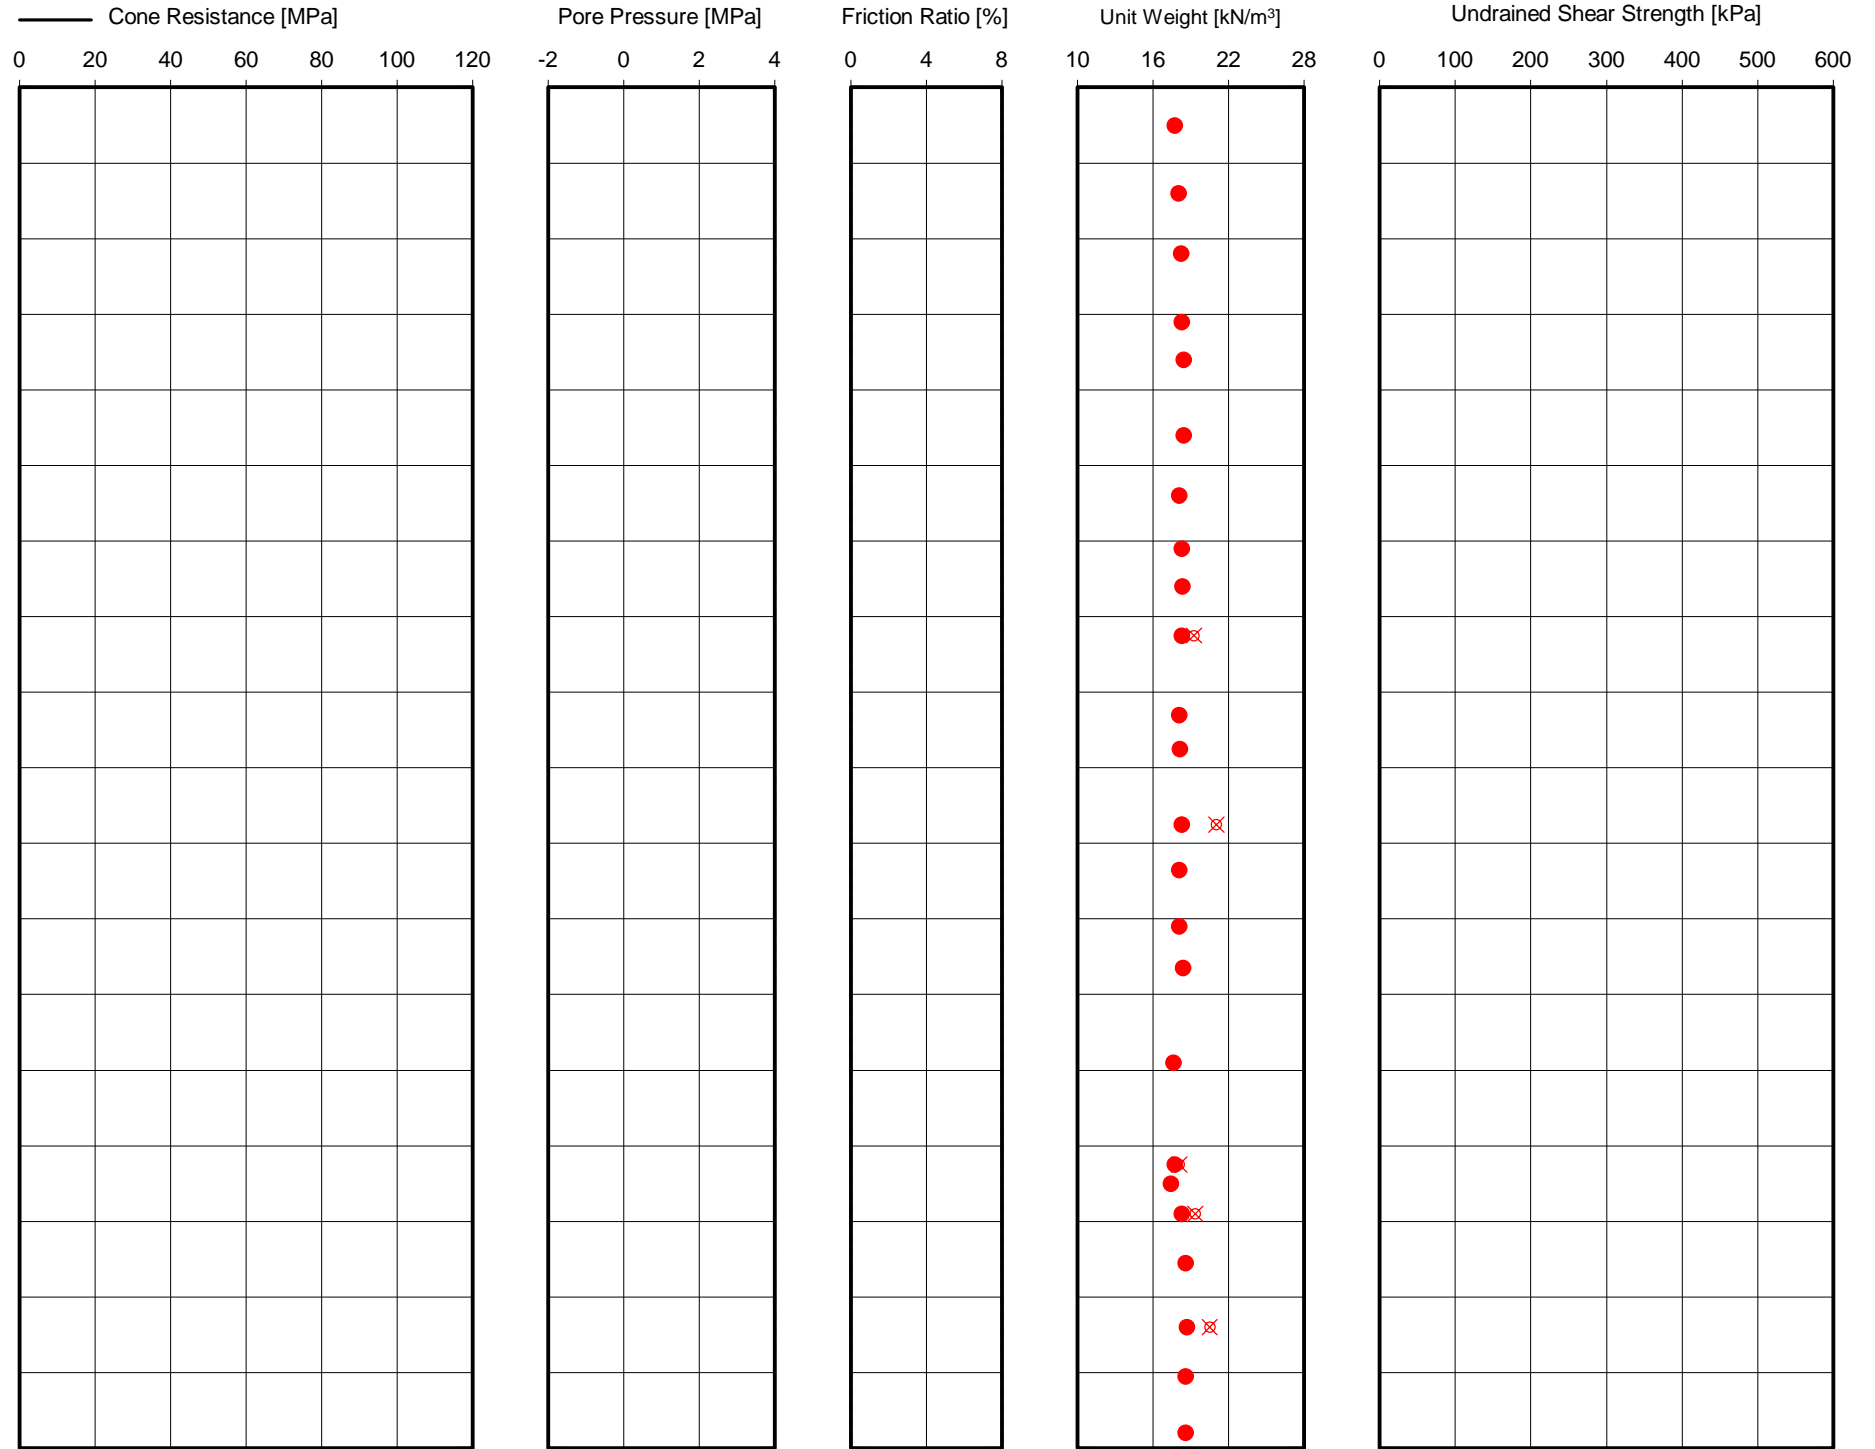 Cone Resistance [MPa] Pore Pressure [MPa] Friction Ratio [%] Unit Weight [kN/m³] Undrained Shear Strength [kPa]
0 20 40 60 80 100 120 -2 0 2 4 0 4 8 10 16 22 28 0 100 200 300 400 500 600